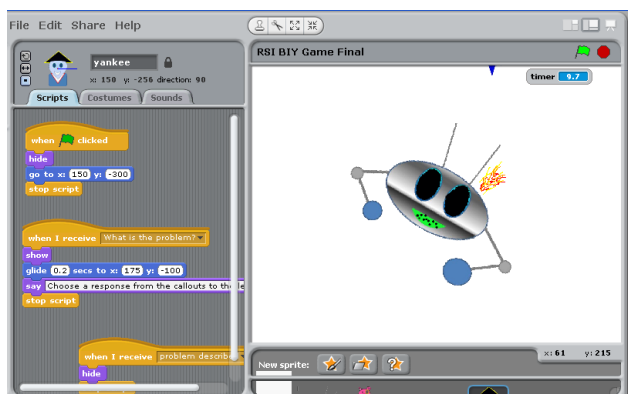 File Edit Share Help
yankee
x: 150 y: -256 direction: 90
Scripts Costumes Sounds
when clicked
hide
go to x: 150 y: -300
stop script
when I receive What is the problem?
show
glide 0.2 secs to x: 175 y: -100
say Choose a response from the callouts to the le
stop script
when I receive problem describe
hide
RSI BIY Game Final
timer 9.7
x: 61 y: 215
New sprite: